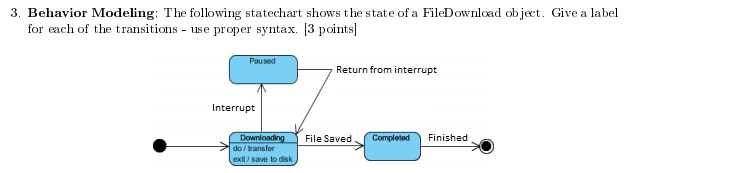 3. Behavior Modeling: The following statechart shows the state of a FileDownload object. Give a label
for each of the transitions - use proper syntax. [3 points]
Paused
Return from interrupt
Interrupt
Downloading
do / transfer
exit / save to disk
File Saved
Completed
Finished